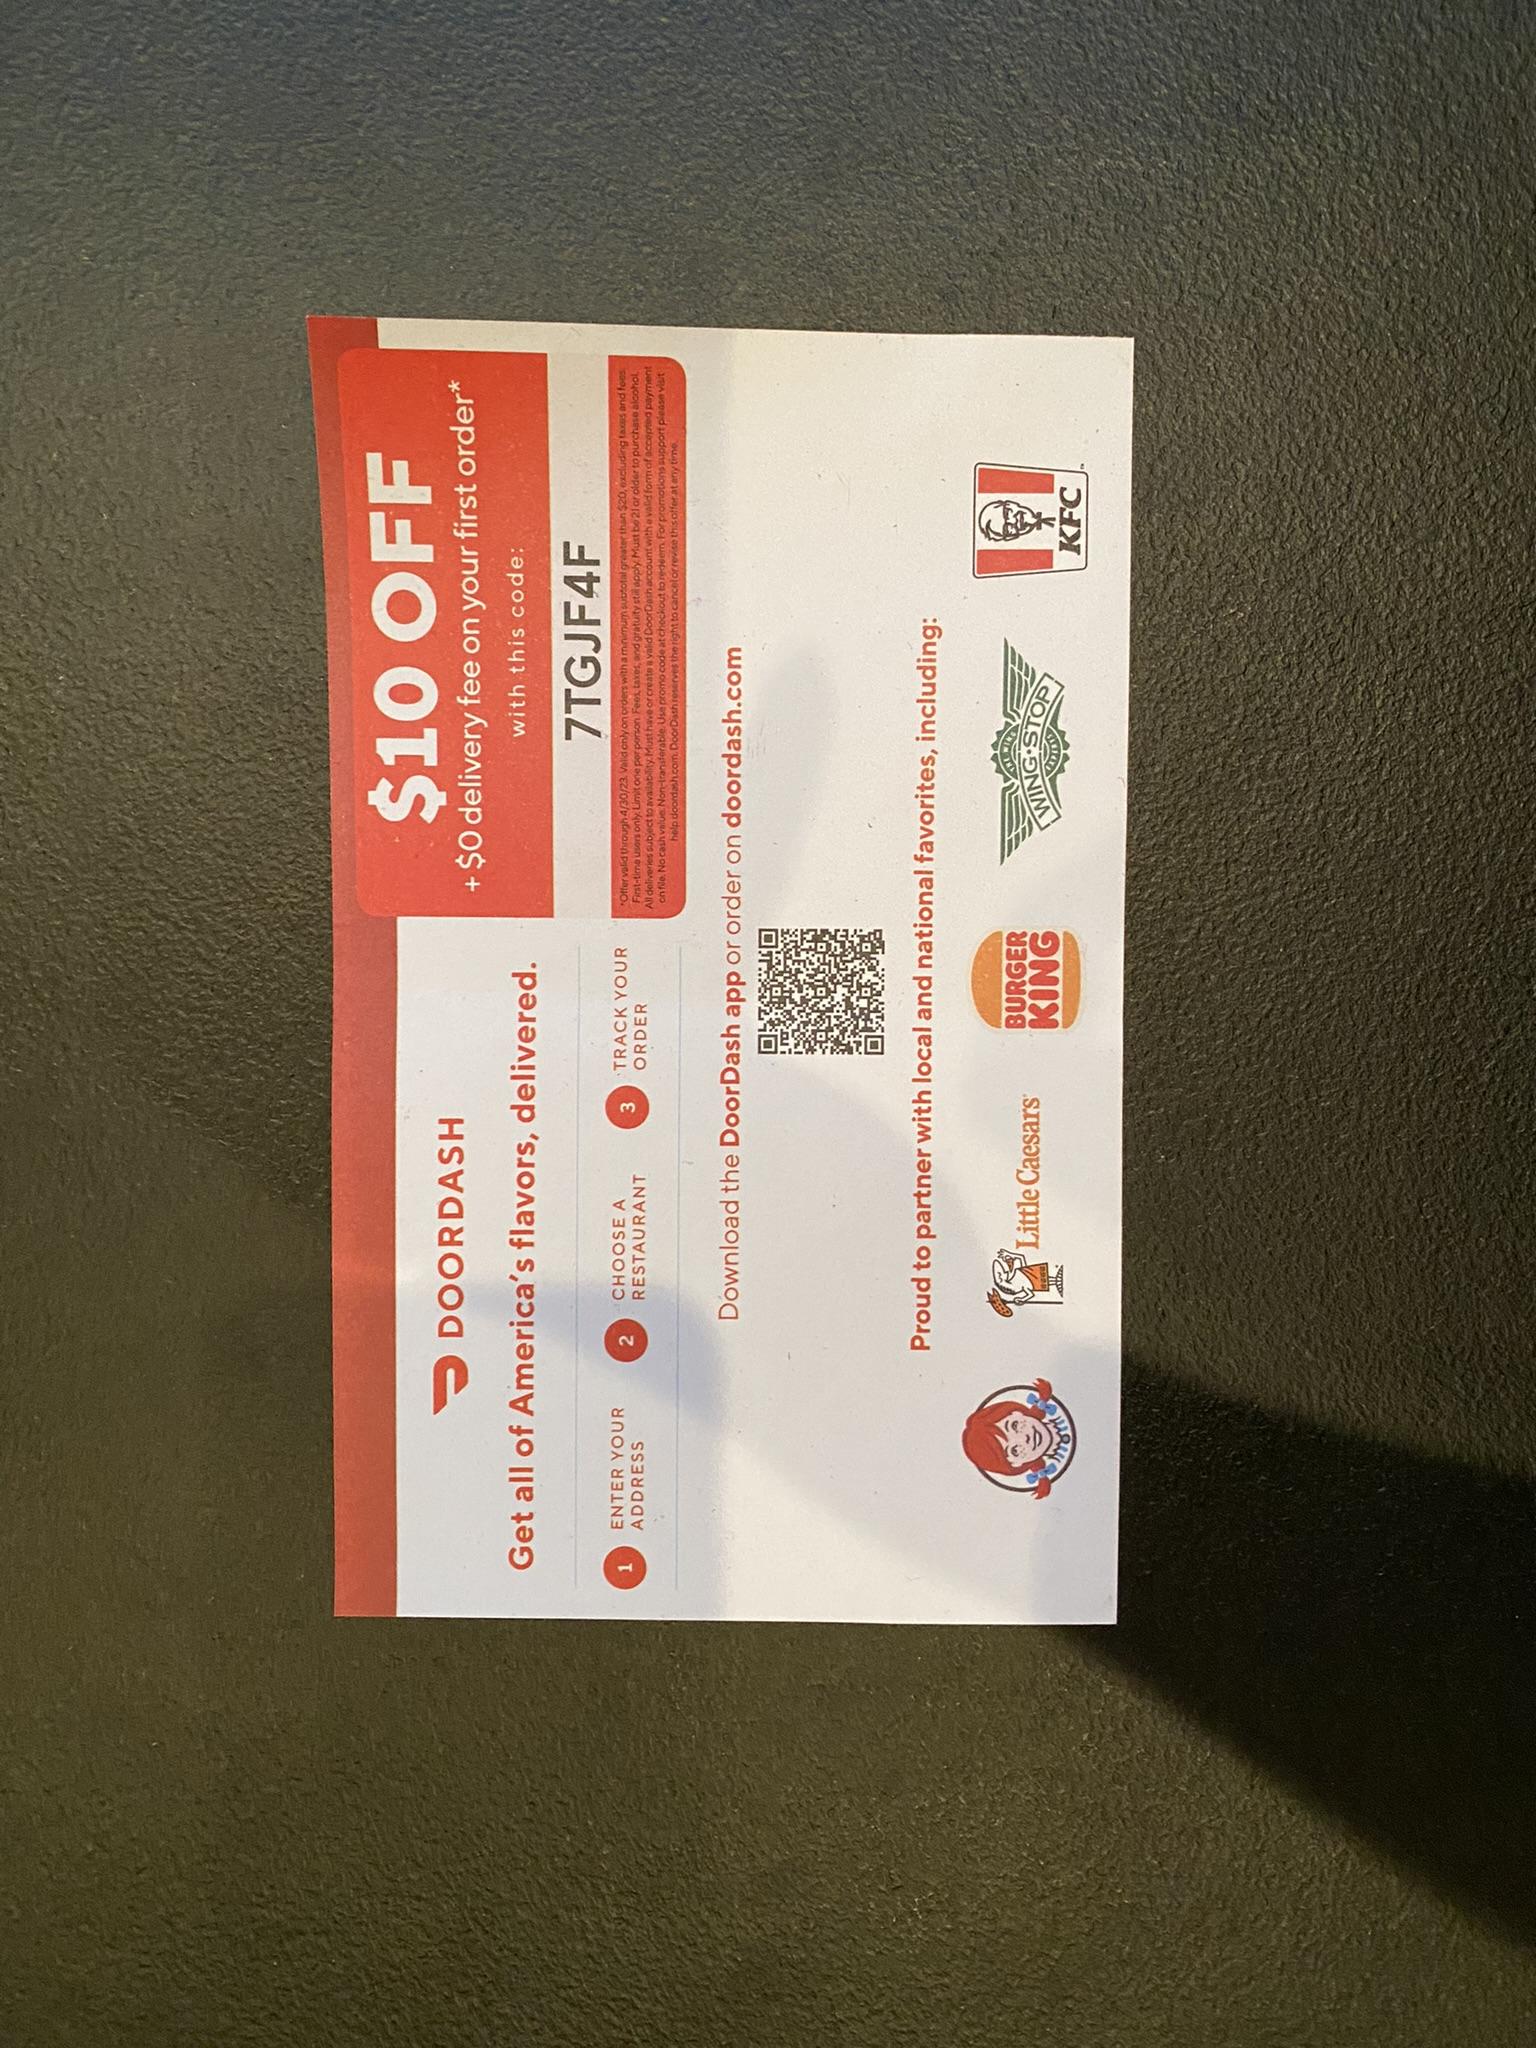 DOORDASH
Get all of America's flavors, delivered.
1 ENTER YOUR
ADDRESS
2 CHOOSE A
RESTAURANT
3 TRACK YOUR
ORDER
$10 OFF
+ $0 delivery fee on your first order*
with this code:
7TGJF4F
*Offer valid through 4/30/23. Valid only on orders with a minimum subtotal greater than $20, excluding taxes and fees.
First-time users only. Limit one per person. Fees, taxes, and gratuity still apply. Must be 21 or older to purchase alcohol.
All deliveries subject to availability. Must have or create a valid DoorDash account with a valid form of accepted payment
on file. No cash value. Non-transferable. Use promo code at checkout to redeem. For promotions support please visit
help.doordash.com. DoorDash reserves the right to cancel or revise this offer at any time.
Download the DoorDash app or order on doordash.com
Proud to partner with local and national favorites, including:
Little Caesars
BURGER
KING
WING·STOP
KFC